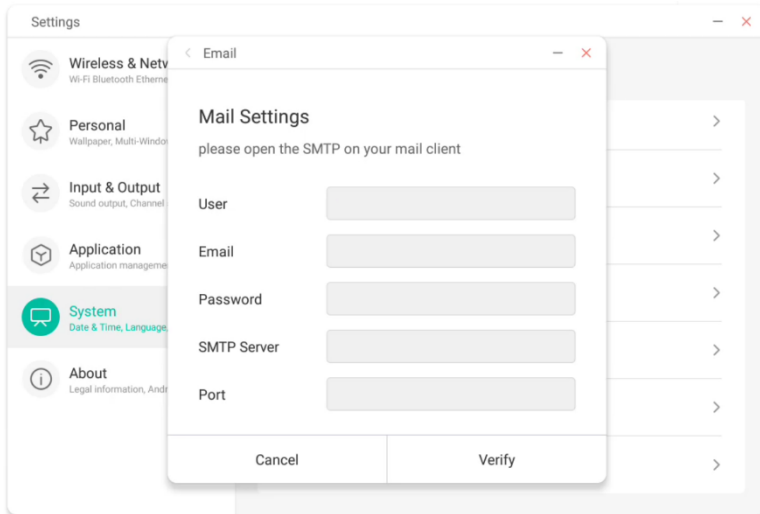 Settings
Wireless & Netw
Wi-Fi Bluetooth Etherne
Personal
Wallpaper, Multi-Windo
Input & Output
Sound output, Channel
Application
Application manageme
System
Date & Time, Language,
About
Legal information, Andr
Email
Mail Settings
please open the SMTP on your mail client
User
Email
Password
SMTP Server
Port
Cancel
Verify